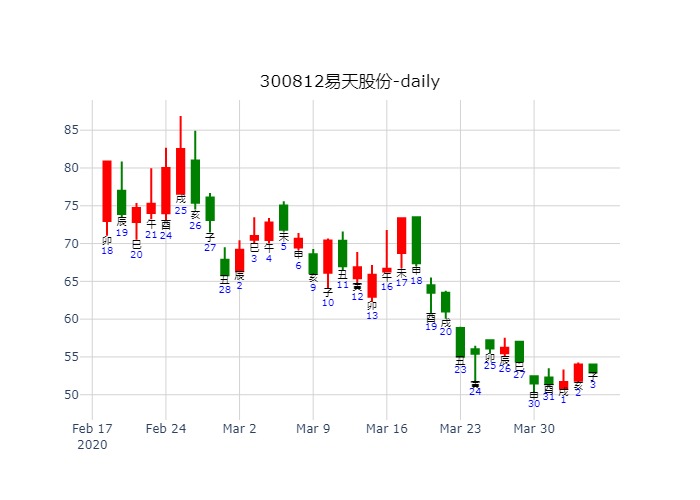 300812易天股份-daily
85
80
75
70
65
60
55
50
卯
18
辰
19
巳
20
午
21
酉
24
戌
25
亥
26
子
27
丑
28
辰
2
巳
3
午
4
未
5
申
6
亥
9
子
10
丑
11
寅
12
卯
13
午
16
未
17
申
18
酉
19
戌
20
丑
23
寅
24
卯
25
辰
26
巳
27
申
30
酉
31
戌
1
亥
2
子
3
Feb 17
2020
Feb 24
Mar 2
Mar 9
Mar 16
Mar 23
Mar 30